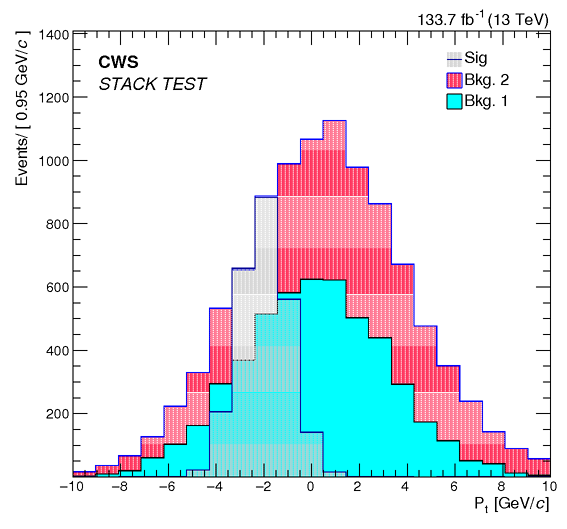 133.7 fb⁻¹ (13 TeV)
Events/ [ 0.95 GeV/c ]
1400
1200
1000
800
600
400
200
CWS
STACK TEST
Sig
Bkg. 2
Bkg. 1
−10 −8 −6 −4 −2 0 2 4 6 8 10
Pₜ [GeV/c]